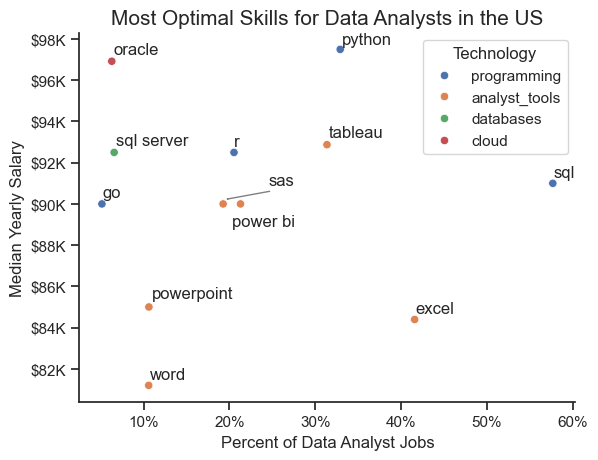 Most Optimal Skills for Data Analysts in the US
$98K
$96K
$94K
$92K
$90K
$88K
$86K
$84K
$82K
Median Yearly Salary
oracle
python
sql server
r
tableau
sas
sql
go
power bi
powerpoint
excel
word
Technology
programming
analyst_tools
databases
cloud
10%
20%
30%
40%
50%
60%
Percent of Data Analyst Jobs